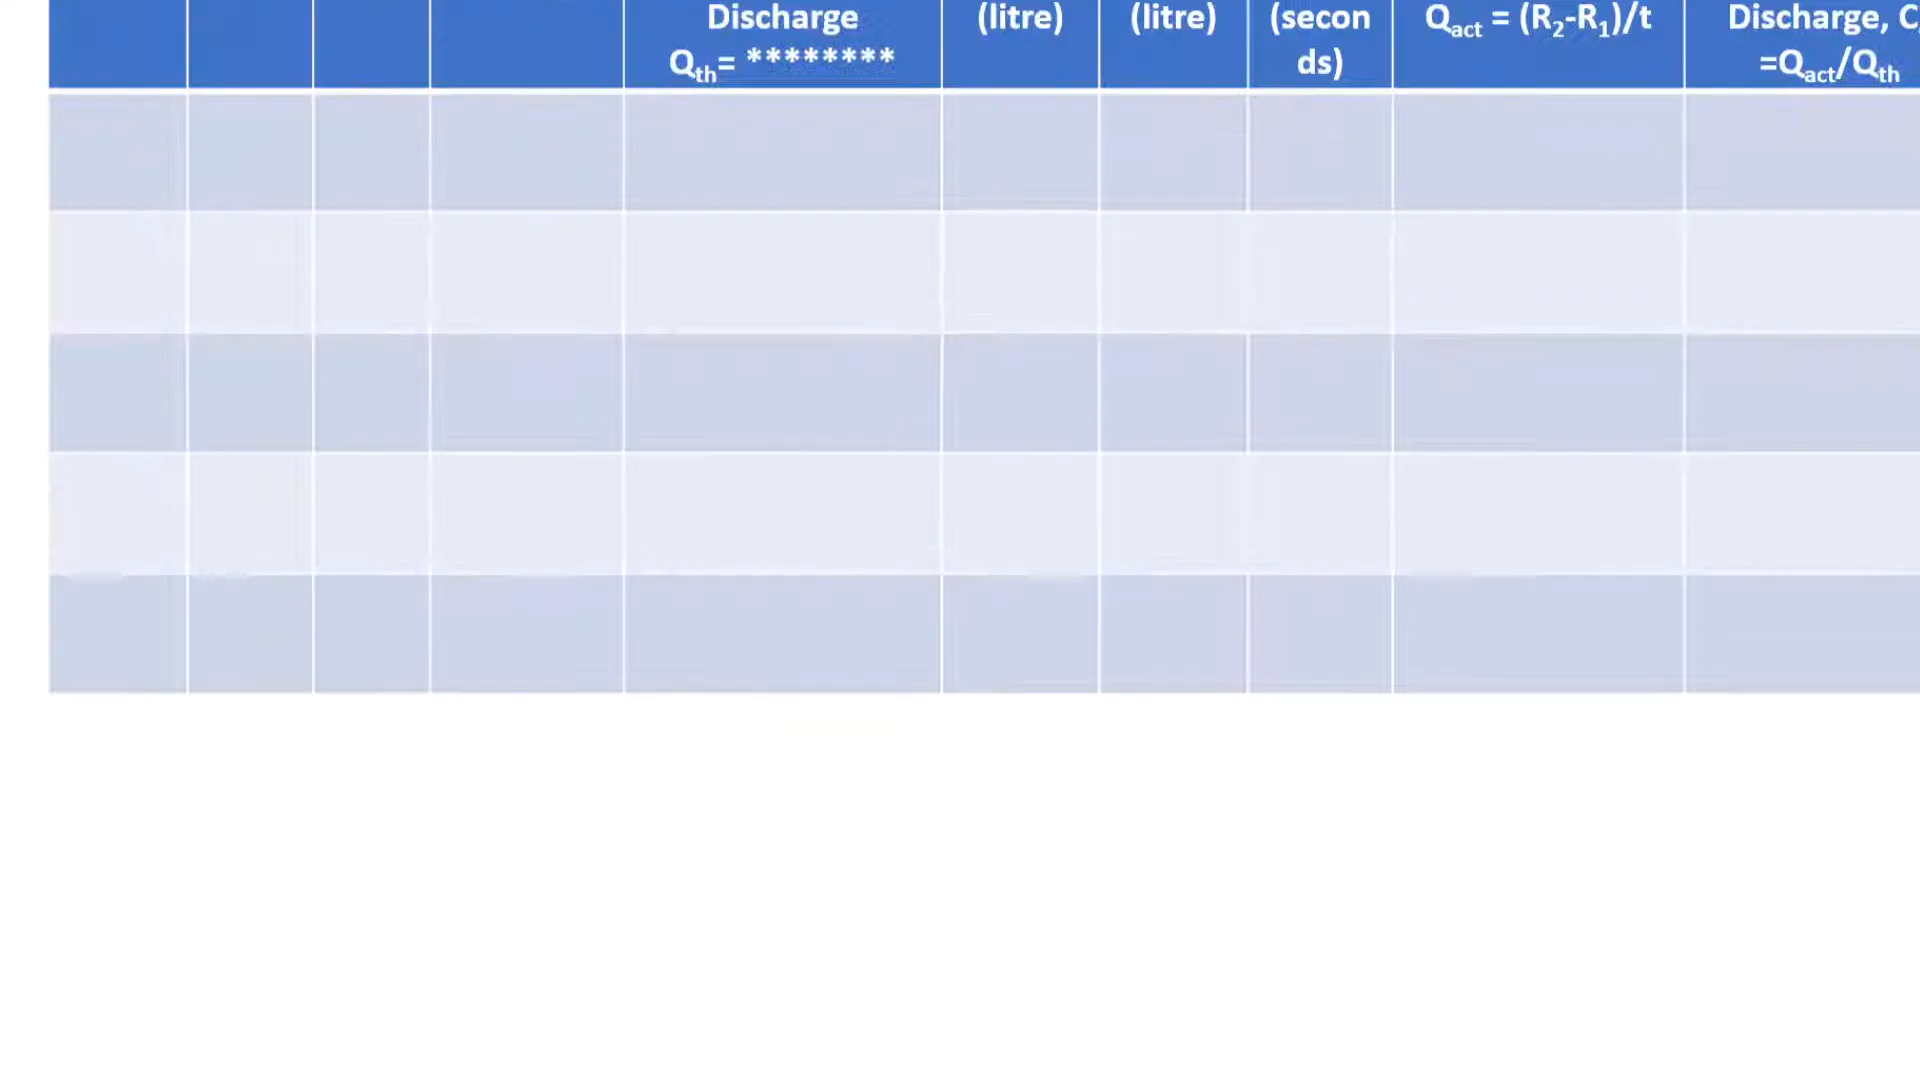 Discharge
Qth= ********
(litre)
(litre)
(secon
ds)
Qact = (R2-R1)/t
Discharge, C
=Qact/Qth